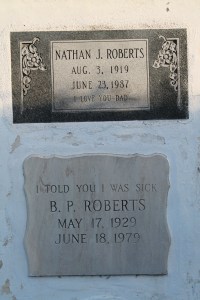 NATHAN J. ROBERTS
AUG. 3, 1919
JUNE 23, 1987
I LOVE YOU DAD
I TOLD YOU I WAS SICK
B. P. ROBERTS
MAY 17, 1929
JUNE 18, 1979